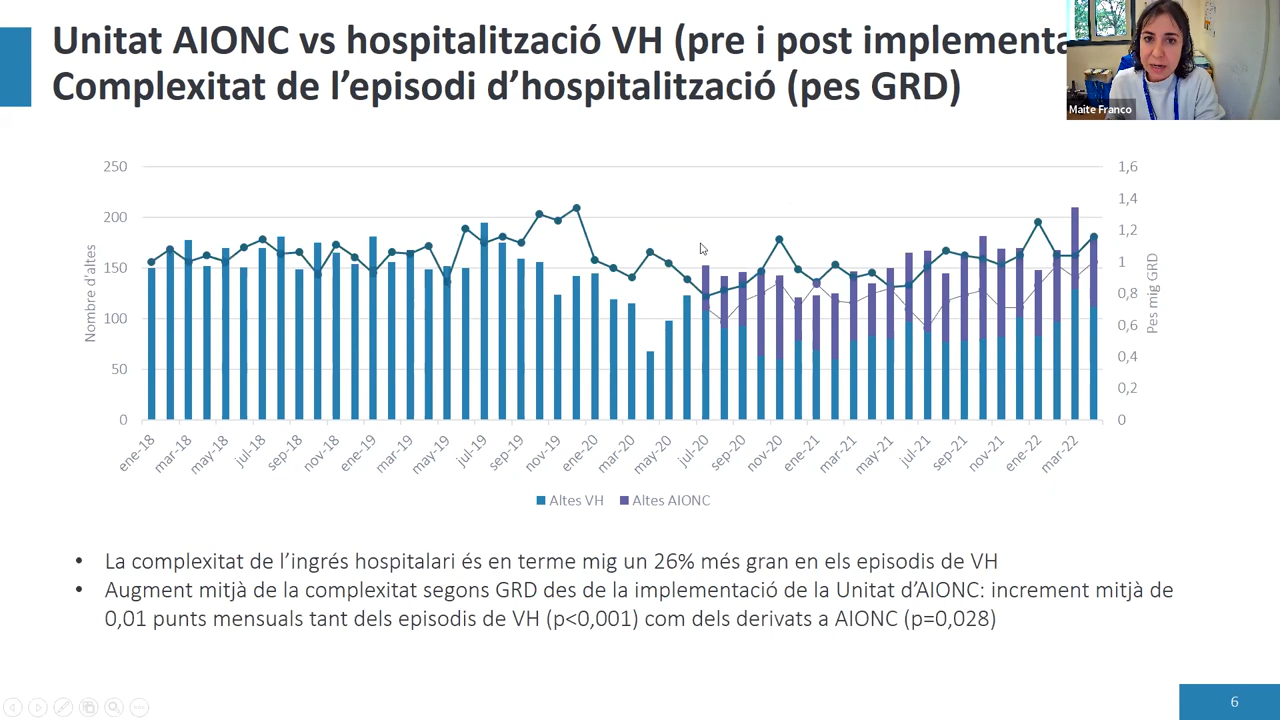 Unitat AIONC vs hospitalització VH (pre i post implementa
Complexitat de l'episodi d'hospitalització (pes GRD)
Maite Franco
250
200
150
100
50
0
Nombre d'altes
1,6
1,4
1,2
1
0,8
0,6
0,4
0,2
0
Pes mig GRD
ene-18
mar-18
may-18
jul-18
sep-18
nov-18
ene-19
mar-19
may-19
jul-19
sep-19
nov-19
ene-20
mar-20
may-20
jul-20
sep-20
nov-20
ene-21
mar-21
may-21
jul-21
sep-21
nov-21
ene-22
mar-22
Altes VH
Altes AIONC
• La complexitat de l'ingrés hospitalari és en terme mig un 26% més gran en els episodis de VH
• Augment mitjà de la complexitat segons GRD des de la implementació de la Unitat d'AIONC: increment mitjà de
0,01 punts mensuals tant dels episodis de VH (p<0,001) com dels derivats a AIONC (p=0,028)
6